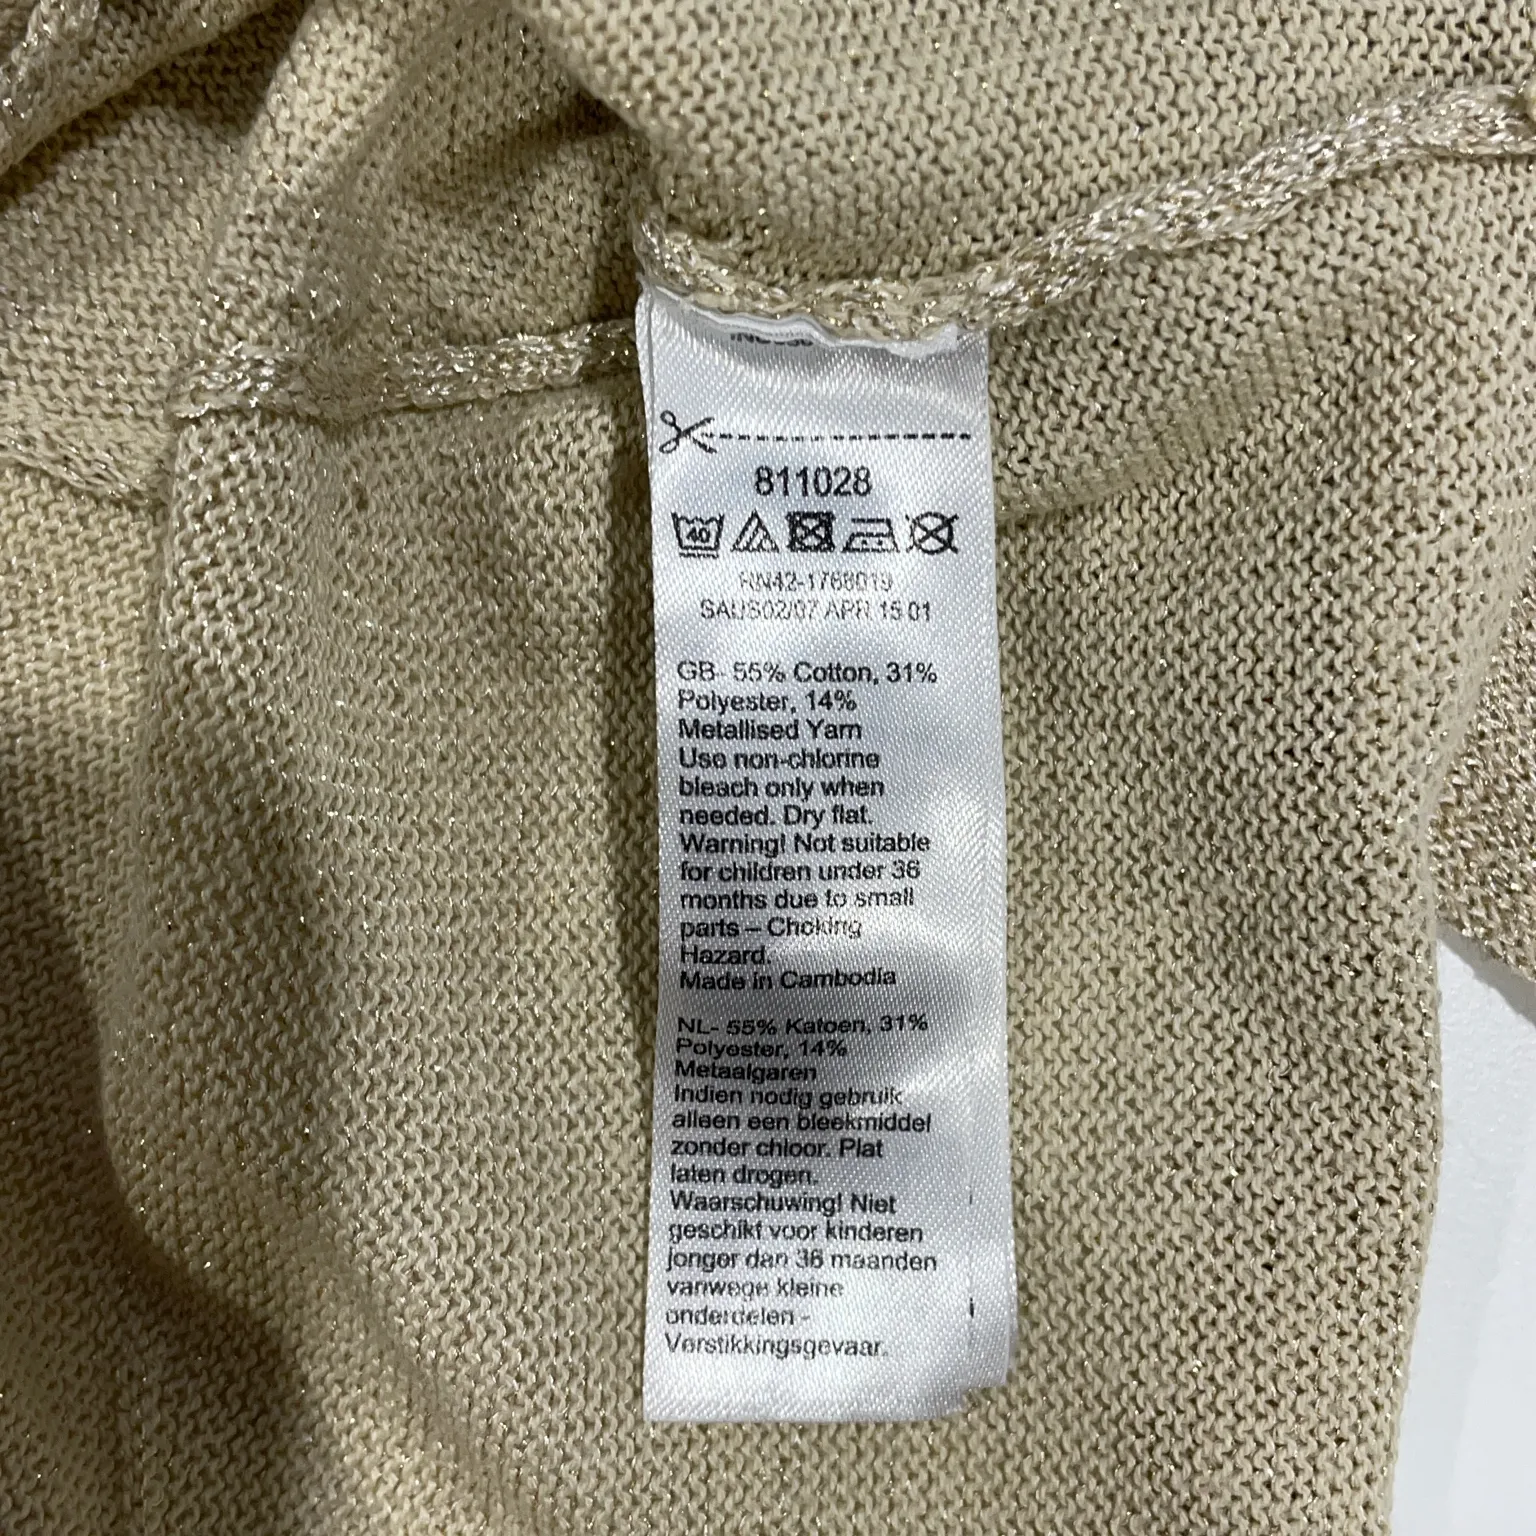 811028
40
RN42-1768019
SAUS02/07 APR 15 01
GB- 55% Cotton, 31%
Polyester, 14%
Metallised Yarn
Use non-chlorine
bleach only when
needed. Dry flat.
Warning! Not suitable
for children under 36
months due to small
parts – Choking
Hazard.
Made in Cambodia
NL- 55% Katoen, 31%
Polyester, 14%
Metaalgaren
Indien nodig gebruik
alleen een bleekmiddel
zonder chloor. Plat
laten drogen.
Waarschuwing! Niet
geschikt voor kinderen
jonger dan 36 maanden
vanwege kleine
onderdelen -
Verstikkingsgevaar.